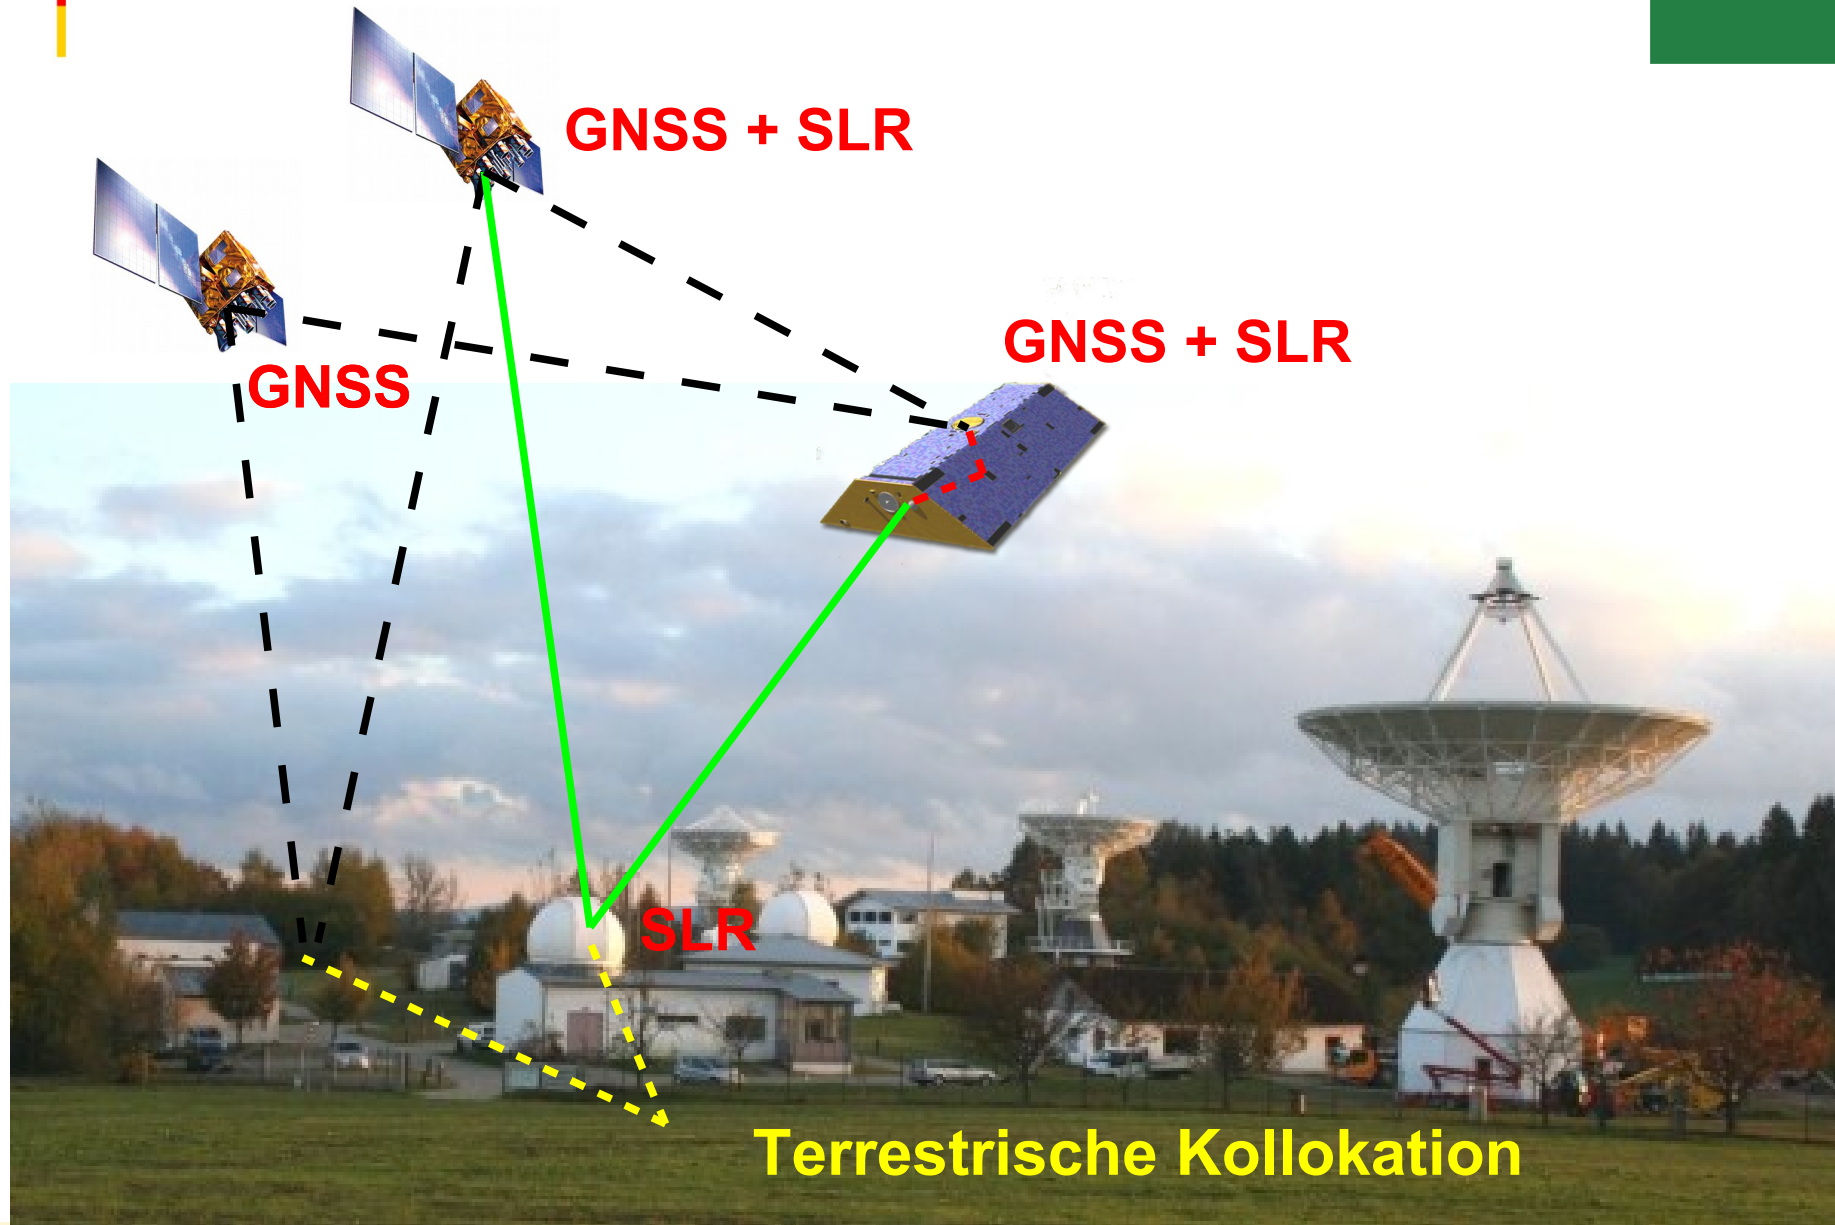 GNSS + SLR
GNSS + SLR
GNSS
SLR
Terrestrische Kollokation